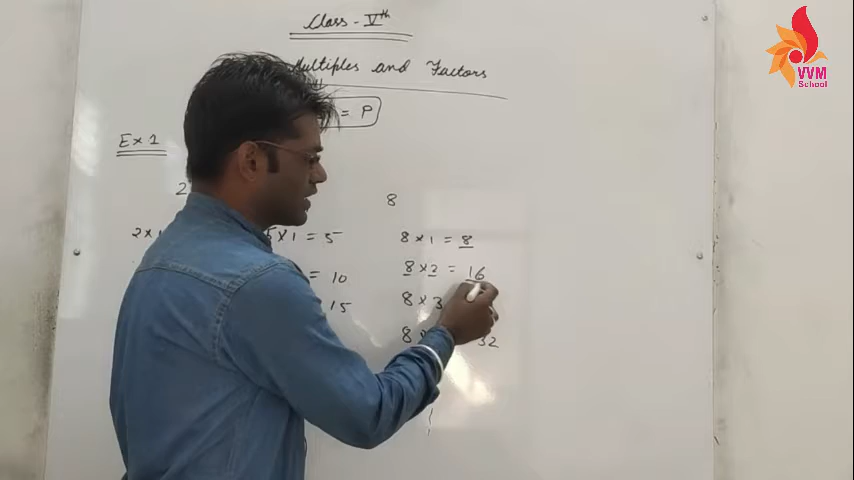 Class - Vth
Multiples and Factors
= P
Ex 1
2
8
2 × 1
5 × 1 = 5
8 × 1 = 8
= 10
8 × 2 = 16
15
8 × 3
8
32
VVM
School